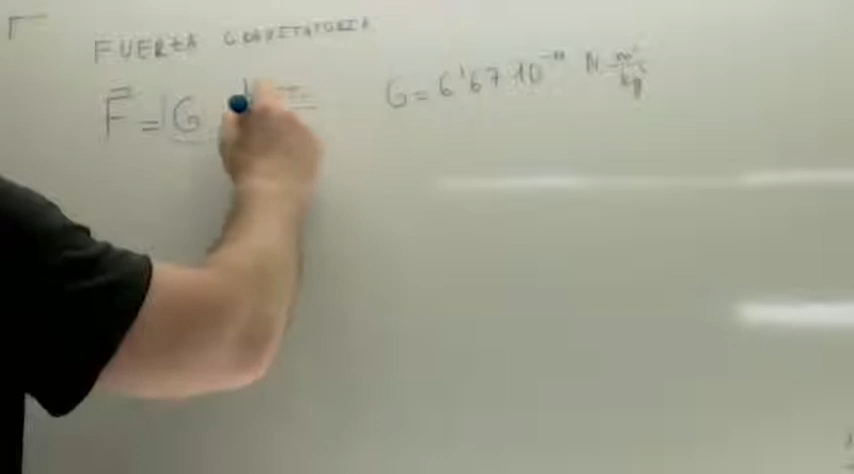 FUERZA GRAVITATORIA
F = G
G = 6'67 10⁻¹¹ N m²/kg²